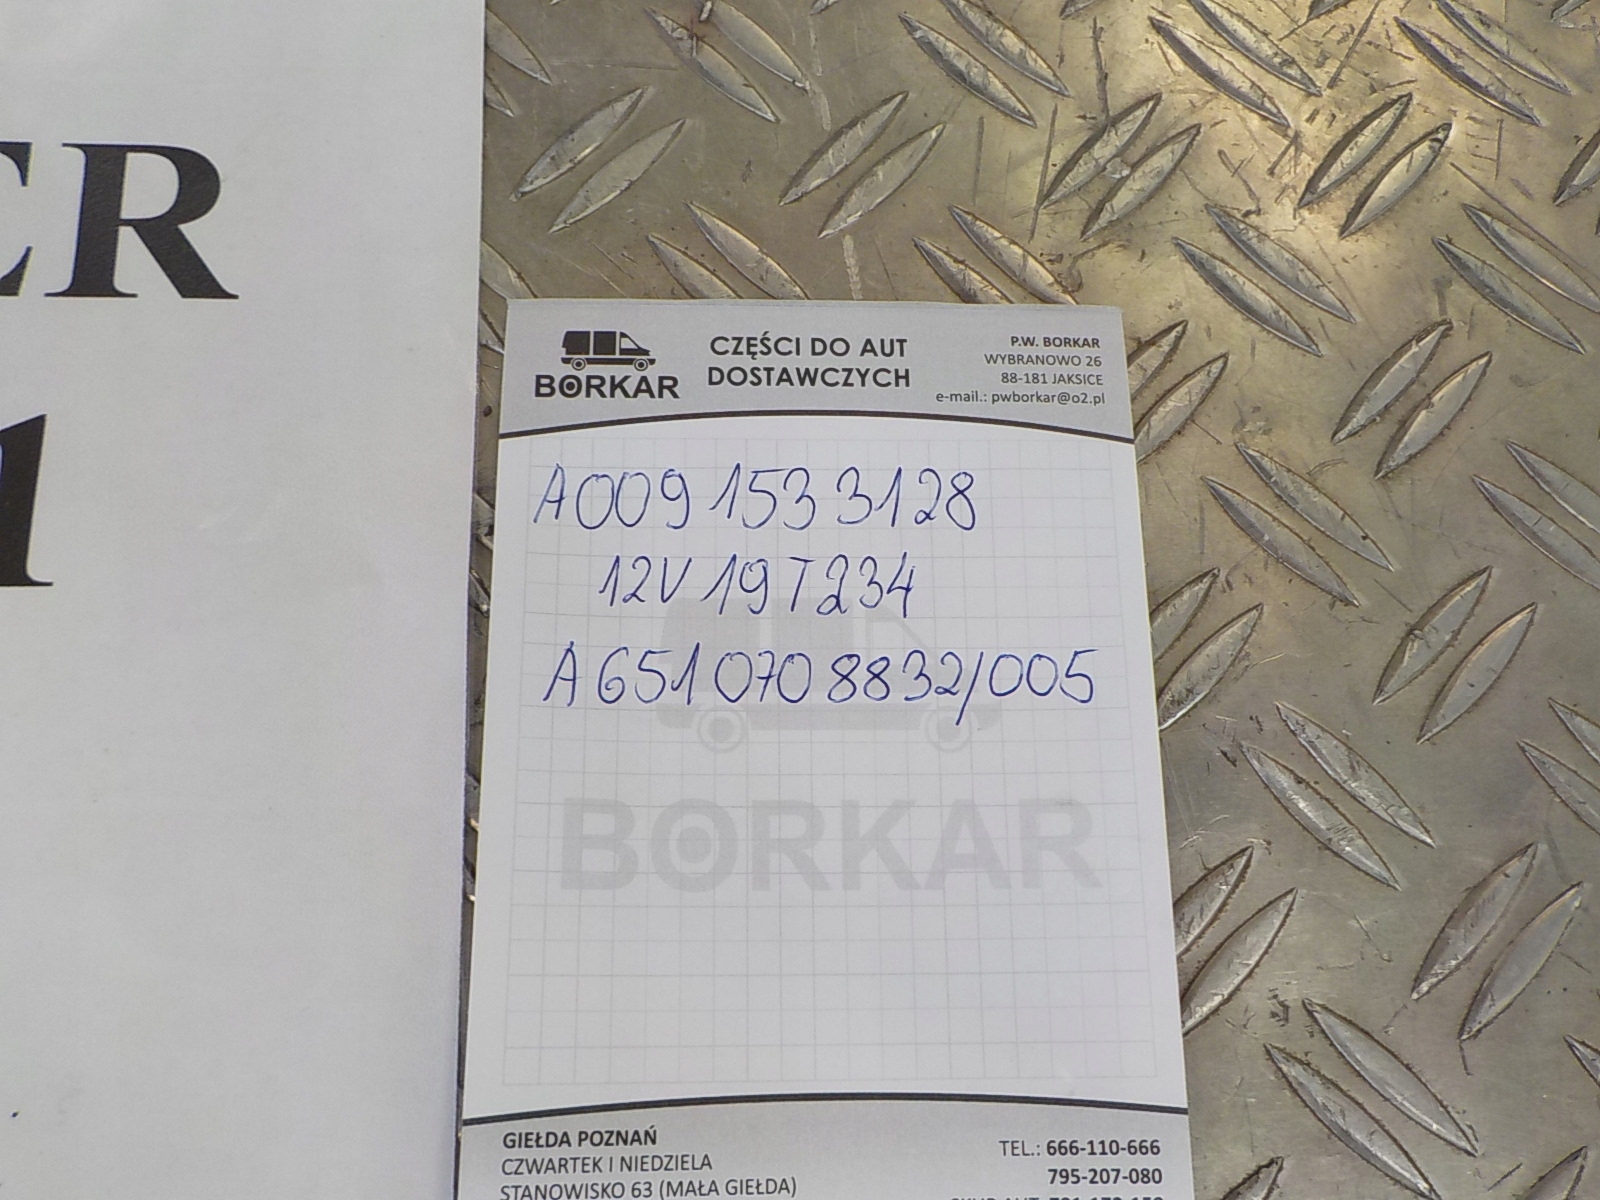 ER
1
BORKAR
CZĘŚCI DO AUT
DOSTAWCZYCH
P.W. BORKAR
WYBRANOWO 26
88-181 JAKSICE
e-mail.: pwborkar@o2.pl
A009 153 3128
12V 19T234
A651 070 8832/005
BORKAR
GIEŁDA POZNAŃ
CZWARTEK I NIEDZIELA
STANOWISKO 63 (MAŁA GIEŁDA)
TEL.: 666-110-666
795-207-080